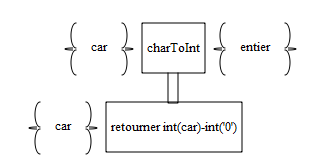 car charToInt entier
car retourner int(car)-int('0')